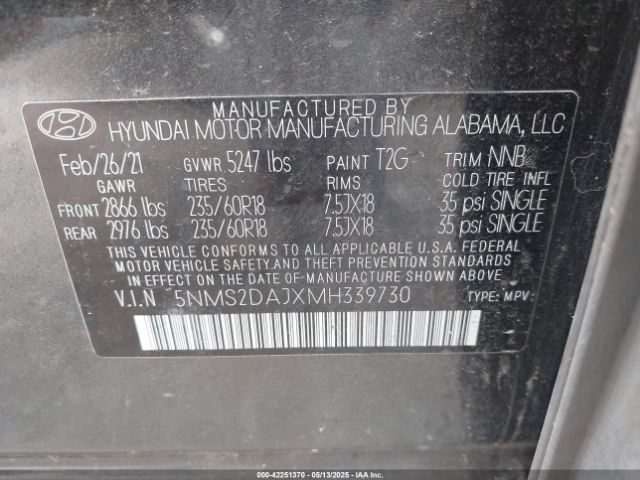 MANUFACTURED BY
HYUNDAI MOTOR MANUFACTURING ALABAMA, LLC
Feb/26/21 GVWR 5247 lbs PAINT T2G TRIM NNB
GAWR TIRES RIMS COLD TIRE INFL
FRONT 2866 lbs 235/60R18 7.5JX18 35 psi SINGLE
REAR 2976 lbs 235/60R18 7.5JX18 35 psi SINGLE
THIS VEHICLE CONFORMS TO ALL APPLICABLE U.S.A. FEDERAL
MOTOR VEHICLE SAFETY AND THEFT PREVENTION STANDARDS
IN EFFECT ON THE DATE OF MANUFACTURE SHOWN ABOVE.
V.I.N 5NMS2DAJXMH339730 TYPE: MPV
000-42251370 - 05/13/2025 - IAAI.COM